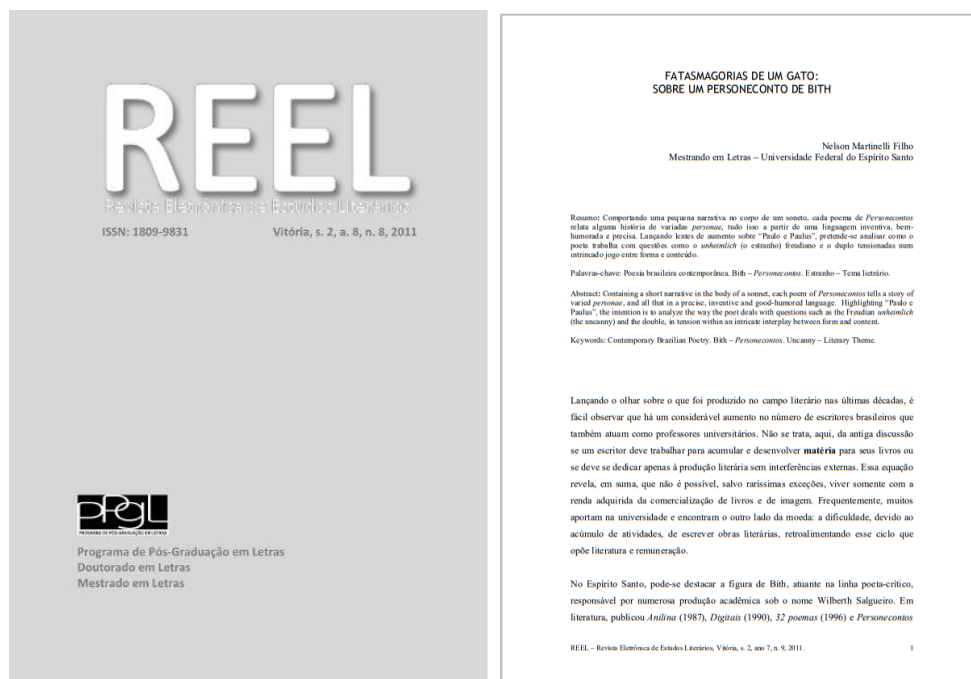 REEL
Revista Eletrônica de Estudos Literários
ISSN: 1809-9831 Vitória, s. 2, a. 8, n. 8, 2011
PPGL
PROGRAMA DE PÓS-GRADUAÇÃO EM LETRAS
Programa de Pós-Graduação em Letras
Doutorado em Letras
Mestrado em Letras
FATASMAGORIAS DE UM GATO:
SOBRE UM PERSONECONTO DE BITH
Nelson Martinelli Filho
Mestrando em Letras – Universidade Federal do Espírito Santo
Resumo: Comportando uma pequena narrativa no corpo de um soneto, cada poema de Personecontos
relata alguma história de variadas personae, tudo isso a partir de uma linguagem inventiva, bem-
humorada e precisa. Lançando lentes de aumento sobre “Paulo e Paulus”, pretende-se analisar como o
poeta trabalha com questões como o unheimlich (o estranho) freudiano e o duplo tensionadas num
intrincado jogo entre forma e conteúdo.
Palavras-chave: Poesia brasileira contemporânea. Bith – Personecontos. Estranho – Tema lietrário.
Abstract: Containing a short narrative in the body of a sonnet, each poem of Personecontos tells a story of
varied personae, and all that in a precise, inventive and good-humored language. Highlighting “Paulo e
Paulus”, the intention is to analyze the way the poet deals with questions such as the Freudian unheimlich
(the uncanny) and the double, in tension within an intricate interplay between form and content.
Keywords: Contemporary Brazilian Poetry. Bith – Personecontos. Uncanny – Literary Theme.
Lançando o olhar sobre o que foi produzido no campo literário nas últimas décadas, é
fácil observar que há um considerável aumento no número de escritores brasileiros que
também atuam como professores universitários. Não se trata, aqui, da antiga discussão
se um escritor deve trabalhar para acumular e desenvolver matéria para seus livros ou
se deve se dedicar apenas à produção literária sem interferências externas. Essa equação
revela, em suma, que não é possível, salvo raríssimas exceções, viver somente com a
renda adquirida da comercialização de livros e de imagem. Frequentemente, muitos
aportam na universidade e encontram o outro lado da moeda: a dificuldade, devido ao
acúmulo de atividades, de escrever obras literárias, retroalimentando esse ciclo que
opõe literatura e remuneração.
No Espírito Santo, pode-se destacar a figura de Bith, atuante na linha poeta-crítico,
responsável por numerosa produção acadêmica sob o nome Wilberth Salgueiro. Em
literatura, publicou Anilina (1987), Digitais (1990), 32 poemas (1996) e Personecontos
REEL – Revista Eletrônica de Estudos Literários, Vitória, s. 2, ano 7, n. 9, 2011. 1